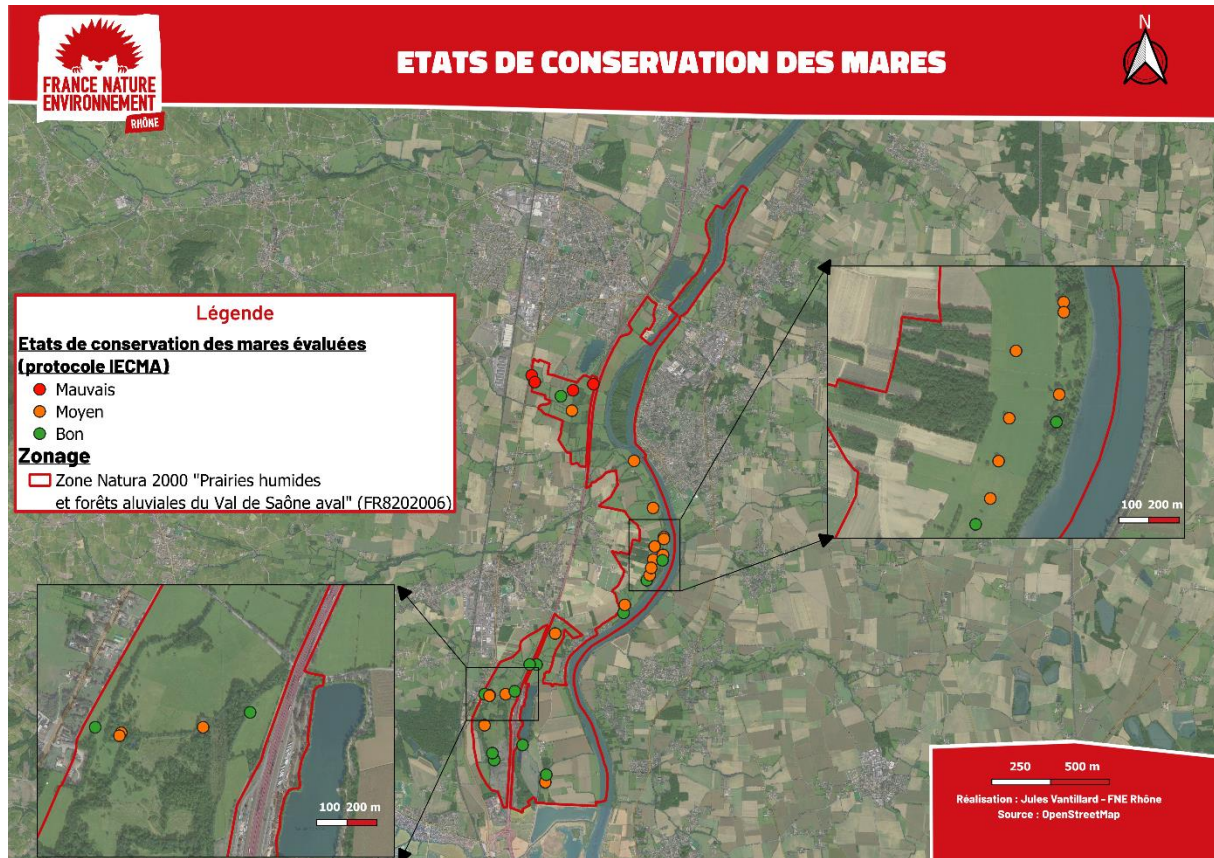 FRANCE NATURE
ENVIRONNEMENT
RHÔNE
ETATS DE CONSERVATION DES MARES
N
Légende
Etats de conservation des mares évaluées
(protocole IECMA)
Mauvais
Moyen
Bon
Zonage
Zone Natura 2000 "Prairies humides
et forêts aluviales du Val de Saône aval" (FR8202006)
100 200 m
100 200 m
250 500 m
Réalisation : Jules Vantillard - FNE Rhône
Source : OpenStreetMap